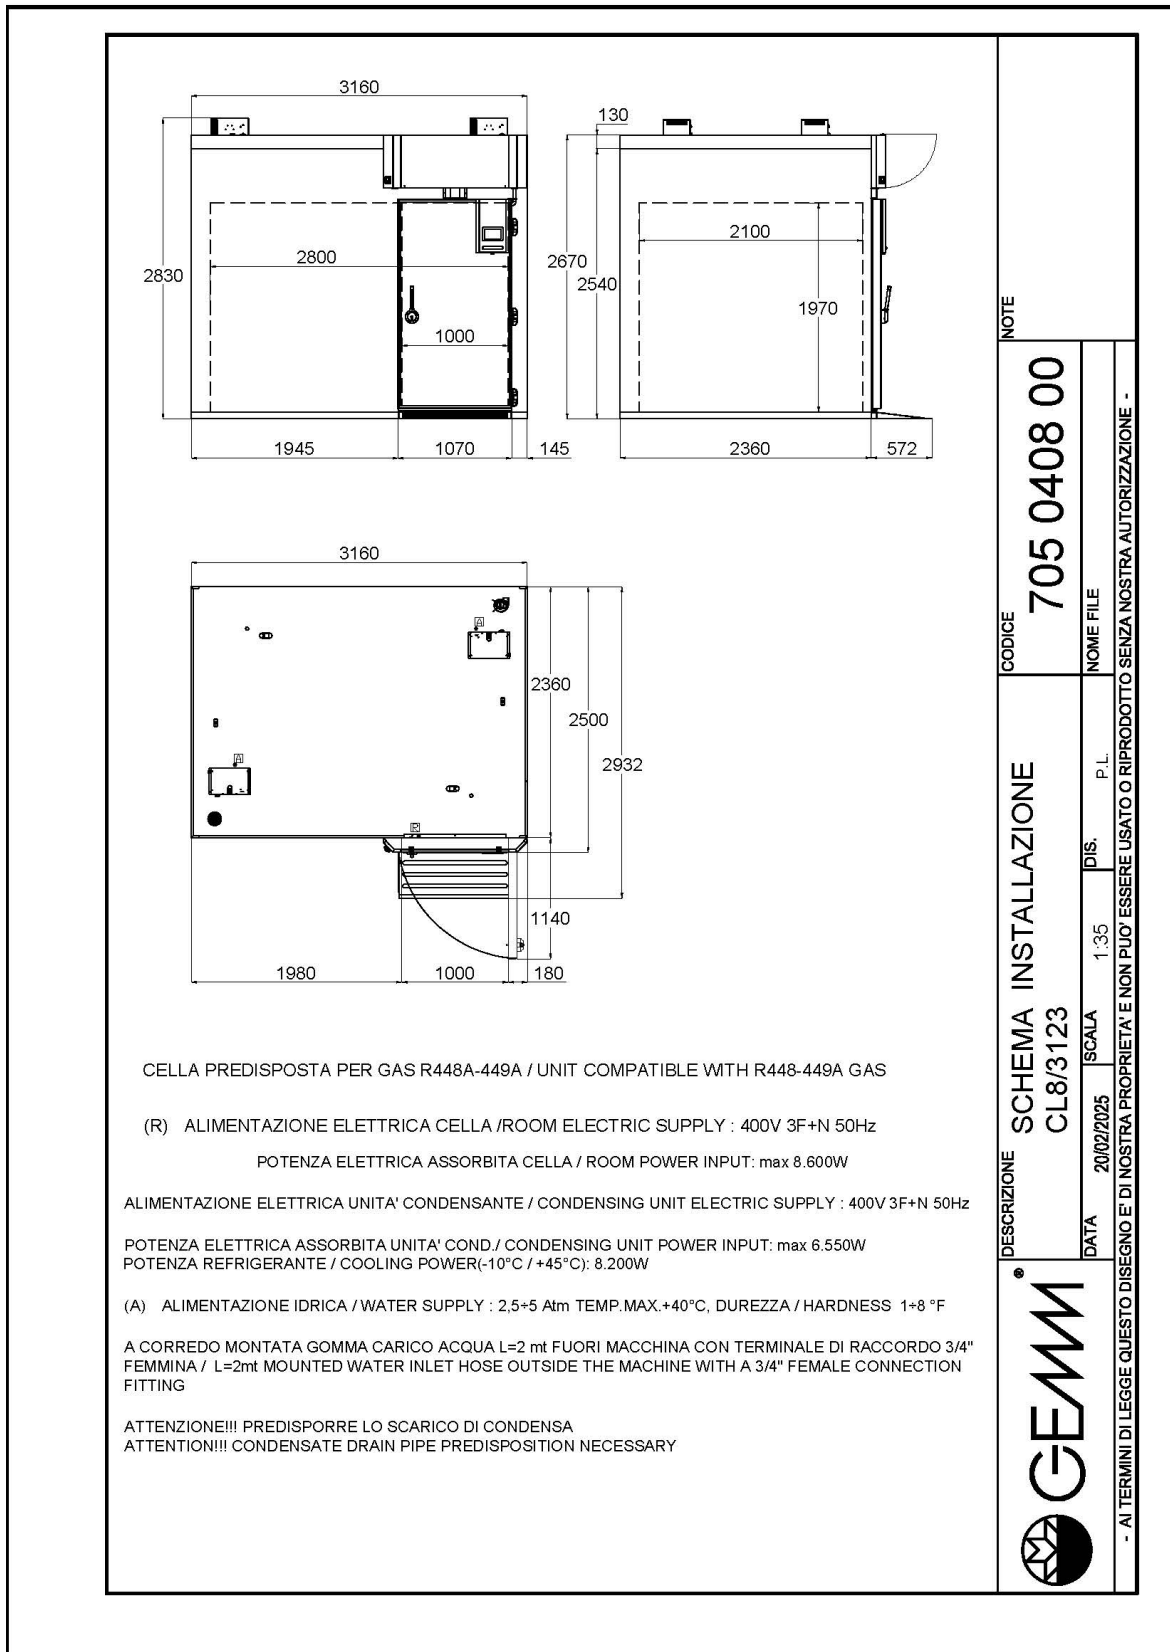 3160
130
2830
2800
1000
2670
2540
2100
1970
1945
1070
145
2360
572
3160
2360
2500
2932
1140
1980
1000
180
A
A
R
CELLA PREDISPOSTA PER GAS R448A-449A / UNIT COMPATIBLE WITH R448-449A GAS
(R) ALIMENTAZIONE ELETTRICA CELLA /ROOM ELECTRIC SUPPLY : 400V 3F+N 50Hz
POTENZA ELETTRICA ASSORBITA CELLA / ROOM POWER INPUT: max 8.600W
ALIMENTAZIONE ELETTRICA UNITA' CONDENSANTE / CONDENSING UNIT ELECTRIC SUPPLY : 400V 3F+N 50Hz
POTENZA ELETTRICA ASSORBITA UNITA' COND./ CONDENSING UNIT POWER INPUT: max 6.550W
POTENZA REFRIGERANTE / COOLING POWER(-10°C / +45°C): 8.200W
(A) ALIMENTAZIONE IDRICA / WATER SUPPLY : 2,5÷5 Atm TEMP.MAX.+40°C, DUREZZA / HARDNESS 1÷8 °F
A CORREDO MONTATA GOMMA CARICO ACQUA L=2 mt FUORI MACCHINA CON TERMINALE DI RACCORDO 3/4"
FEMMINA / L=2mt MOUNTED WATER INLET HOSE OUTSIDE THE MACHINE WITH A 3/4" FEMALE CONNECTION
FITTING
ATTENZIONE!!! PREDISPORRE LO SCARICO DI CONDENSA
ATTENTION!!! CONDENSATE DRAIN PIPE PREDISPOSITION NECESSARY
GEMM ®
DESCRIZIONE
SCHEMA INSTALLAZIONE
CL8/3123
CODICE
705 0408 00
NOTE
DATA
20/02/2025
SCALA
1:35
DIS.
P.L.
NOME FILE
- AI TERMINI DI LEGGE QUESTO DISEGNO E' DI NOSTRA PROPRIETA' E NON PUO' ESSERE USATO O RIPRODOTTO SENZA NOSTRA AUTORIZZAZIONE -